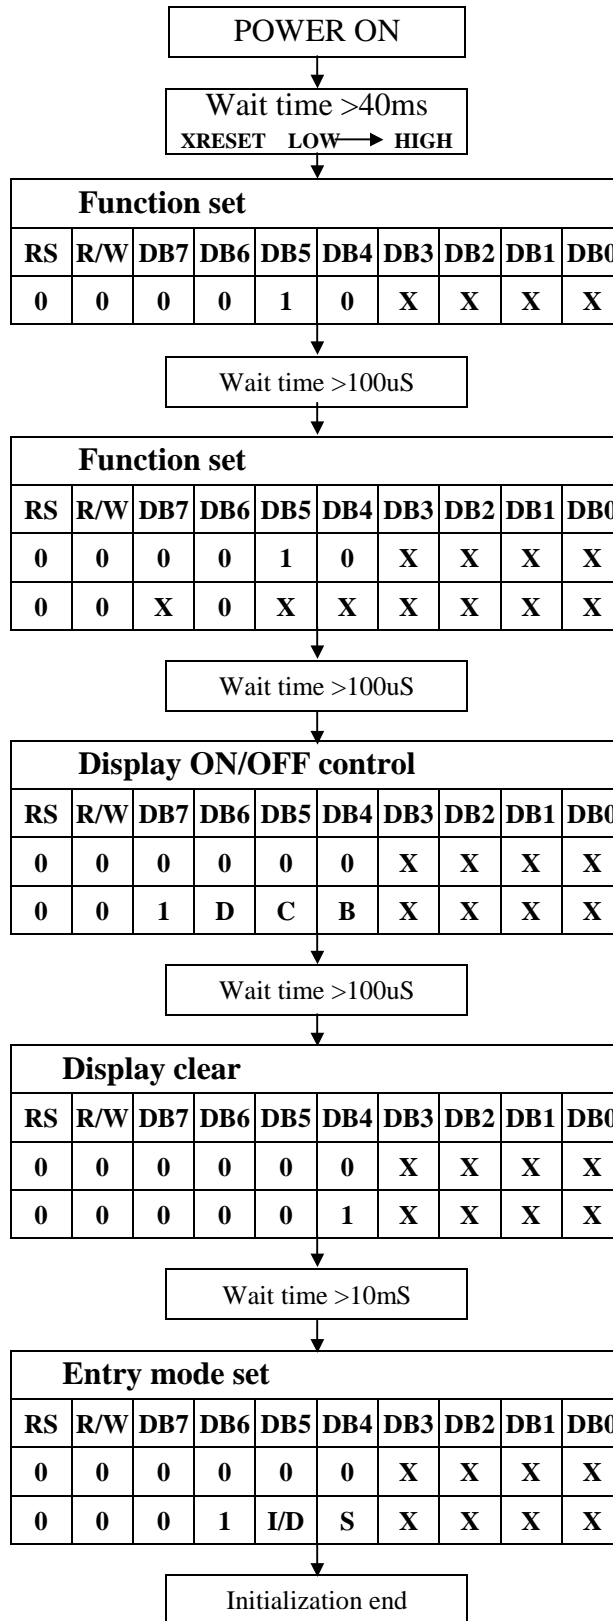 POWER ON
Wait time >40ms
XRESET LOW HIGH
Function set
RS R/W DB7 DB6 DB5 DB4 DB3 DB2 DB1 DB0
0 0 0 0 1 0 X X X X
Wait time >100uS
Function set
RS R/W DB7 DB6 DB5 DB4 DB3 DB2 DB1 DB0
0 0 0 0 1 0 X X X X
0 0 X 0 X X X X X X
Wait time >100uS
Display ON/OFF control
RS R/W DB7 DB6 DB5 DB4 DB3 DB2 DB1 DB0
0 0 0 0 0 0 X X X X
0 0 1 D C B X X X X
Wait time >100uS
Display clear
RS R/W DB7 DB6 DB5 DB4 DB3 DB2 DB1 DB0
0 0 0 0 0 0 X X X X
0 0 0 0 0 1 X X X X
Wait time >10mS
Entry mode set
RS R/W DB7 DB6 DB5 DB4 DB3 DB2 DB1 DB0
0 0 0 0 0 0 X X X X
0 0 0 1 I/D S X X X X
Initialization end